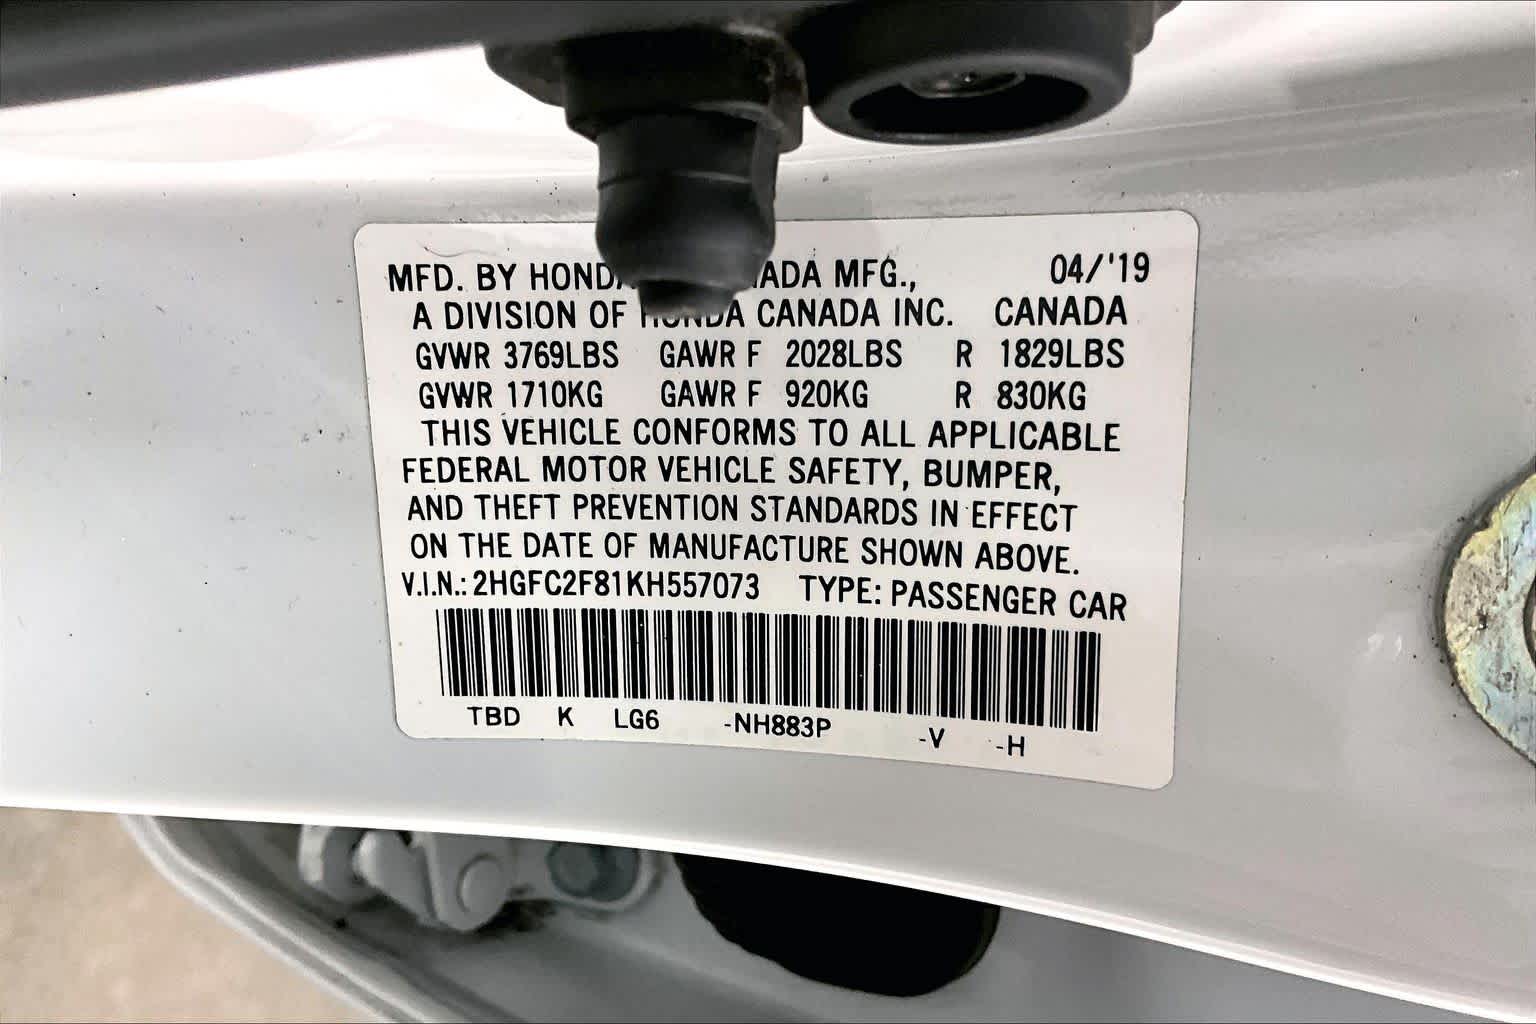 MFD. BY HONDA CANADA MFG., 04/'19
A DIVISION OF HONDA CANADA INC. CANADA
GVWR 3769LBS GAWR F 2028LBS R 1829LBS
GVWR 1710KG GAWR F 920KG R 830KG
THIS VEHICLE CONFORMS TO ALL APPLICABLE
FEDERAL MOTOR VEHICLE SAFETY, BUMPER,
AND THEFT PREVENTION STANDARDS IN EFFECT
ON THE DATE OF MANUFACTURE SHOWN ABOVE.
V.I.N.: 2HGFC2F81KH557073 TYPE: PASSENGER CAR
TBD K LG6 -NH883P -V -H